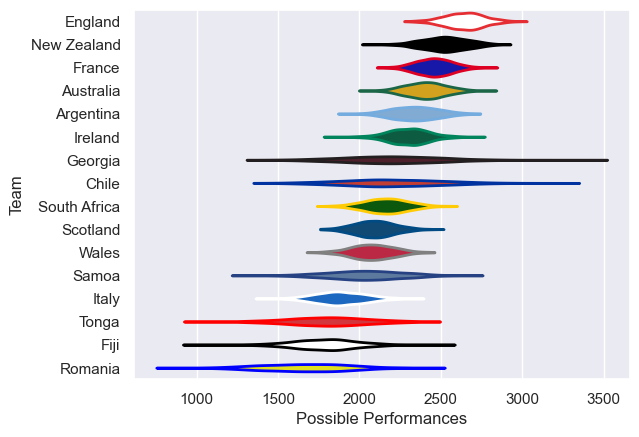 England
New Zealand
France
Australia
Argentina
Ireland
Georgia
Chile
South Africa
Scotland
Wales
Samoa
Italy
Tonga
Fiji
Romania
Team
1000 1500 2000 2500 3000 3500
Possible Performances